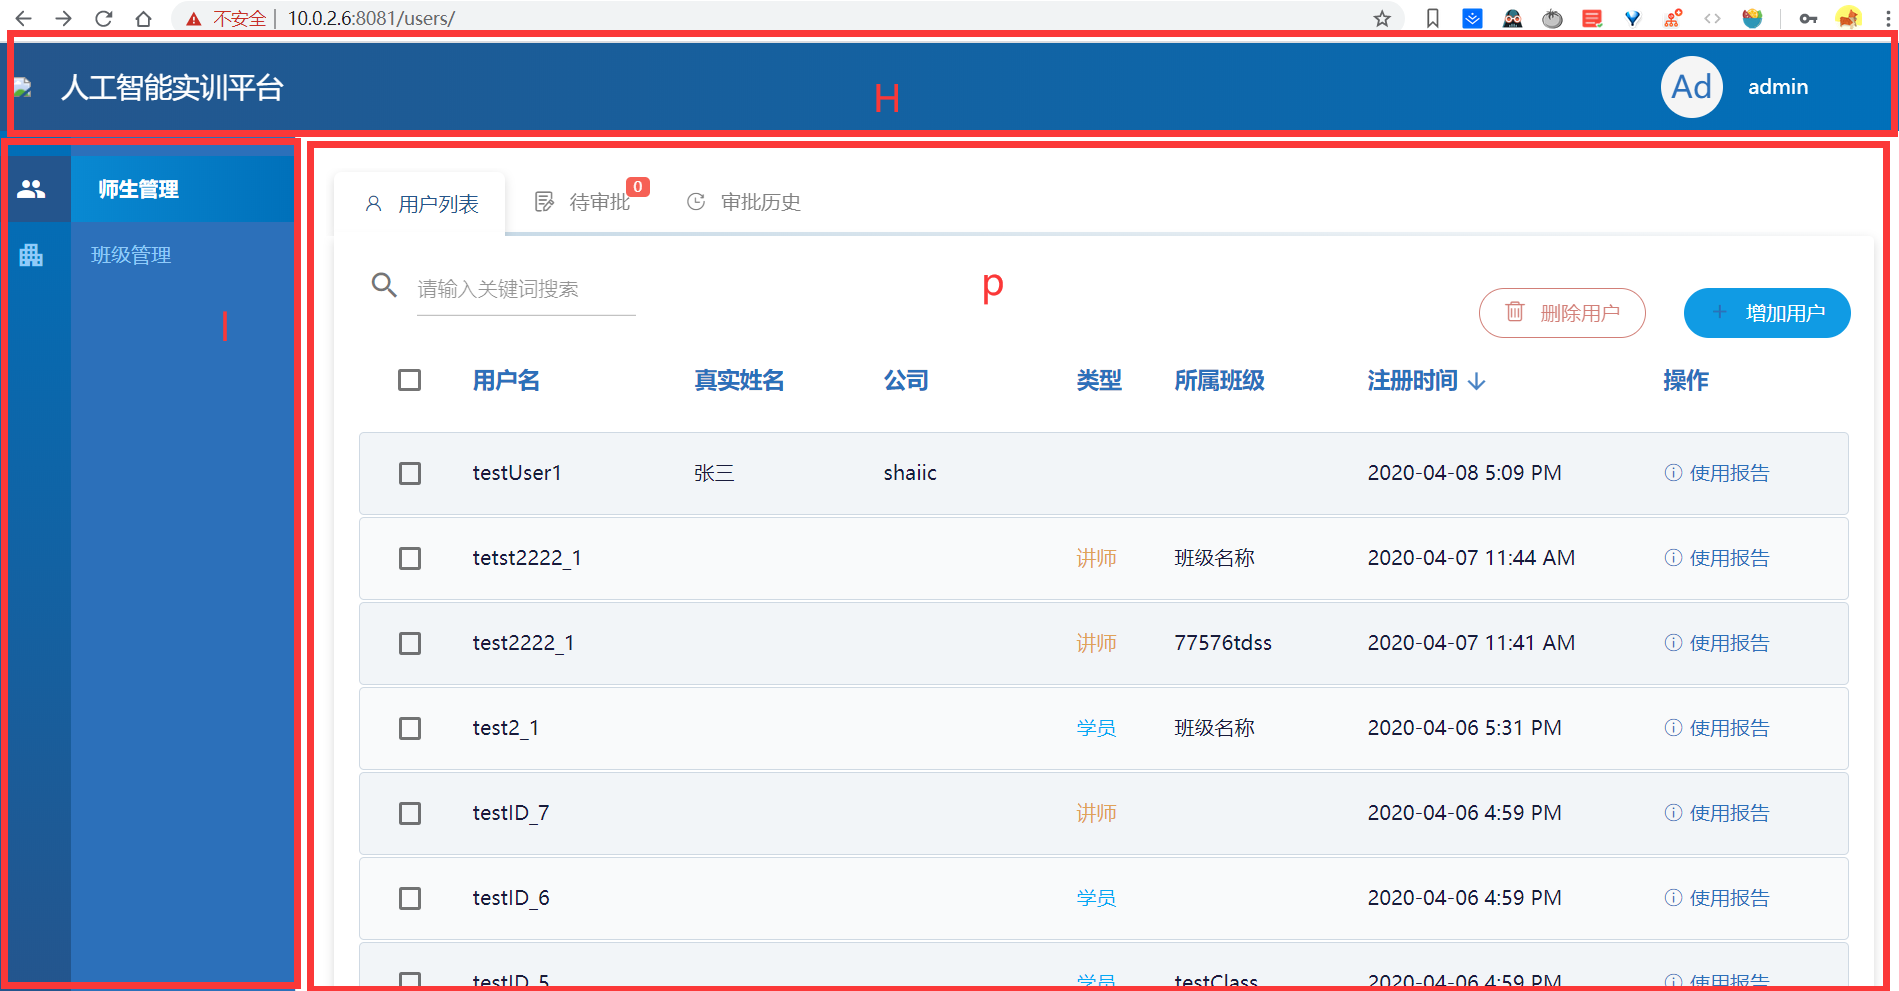 不安全 | 10.0.2.6:8081/users/
人工智能实训平台
H
Ad admin
师生管理
班级管理
l
用户列表 待审批 0 审批历史
请输入关键词搜索
p
删除用户 + 增加用户
用户名 真实姓名 公司 类型 所属班级 注册时间 操作
testUser1 张三 shaiic 2020-04-08 5:09 PM 使用报告
tetst2222_1 讲师 班级名称 2020-04-07 11:44 AM 使用报告
test2222_1 讲师 77576tdss 2020-04-07 11:41 AM 使用报告
test2_1 学员 班级名称 2020-04-06 5:31 PM 使用报告
testID_7 讲师 2020-04-06 4:59 PM 使用报告
testID_6 学员 2020-04-06 4:59 PM 使用报告
testID_5 学员 testClass 2020-04-06 4:59 PM 使用报告